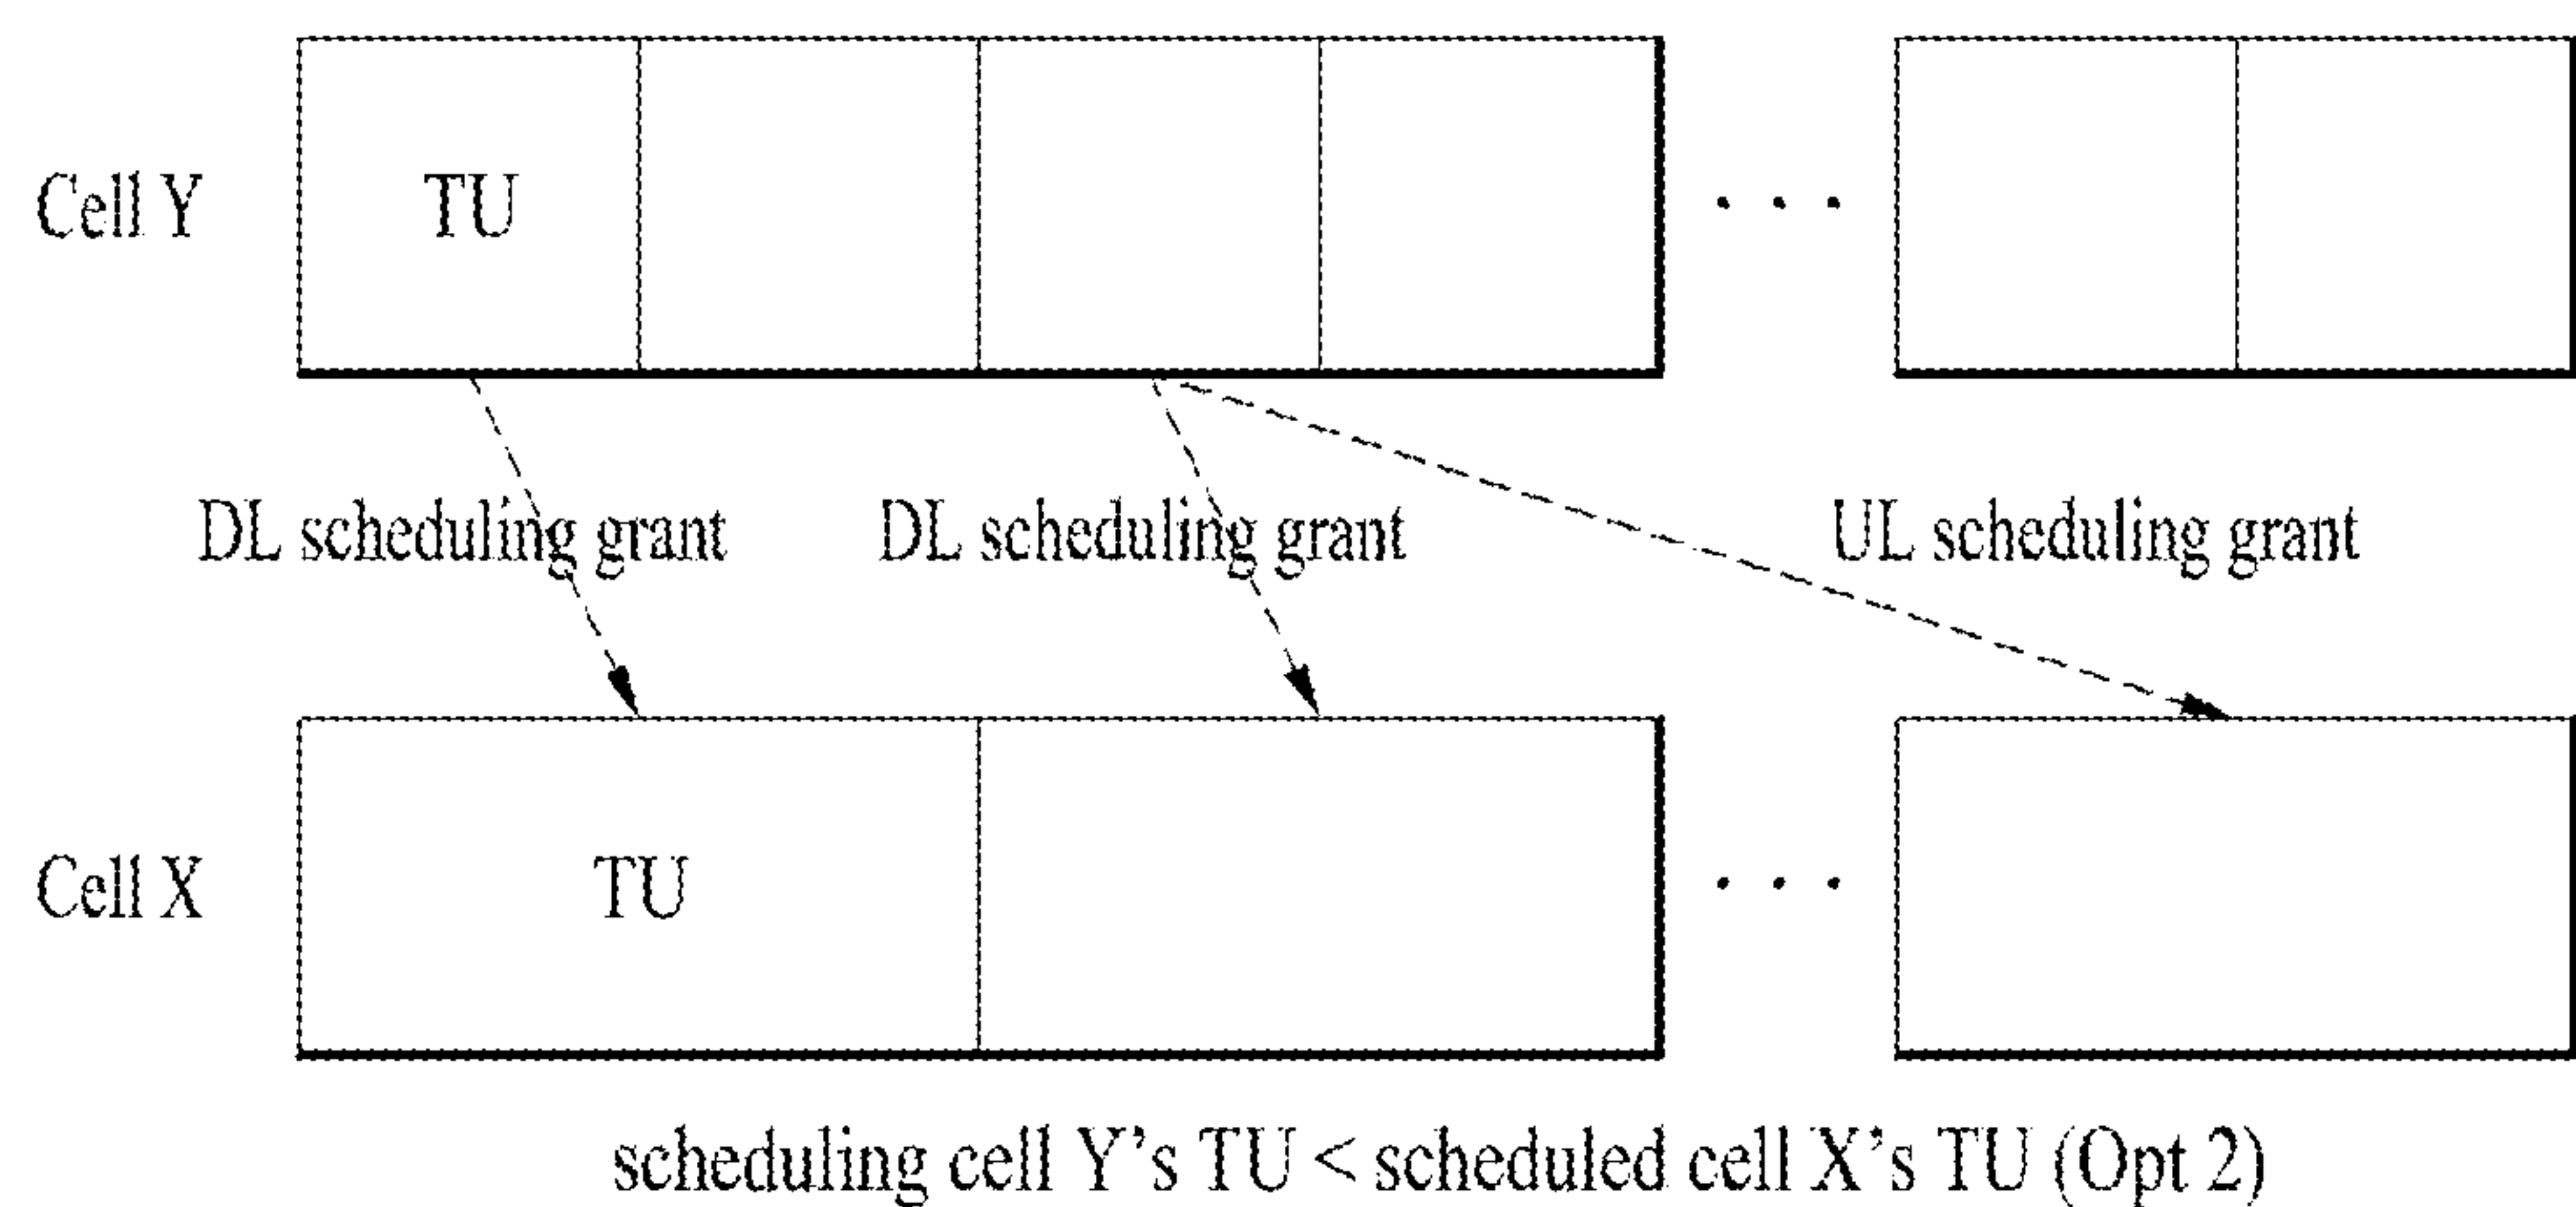 Cell Y
TU
DL scheduling grant
DL scheduling grant
UL scheduling grant
Cell X
TU
scheduling cell Y’s TU < scheduled cell X’s TU (Opt 2)